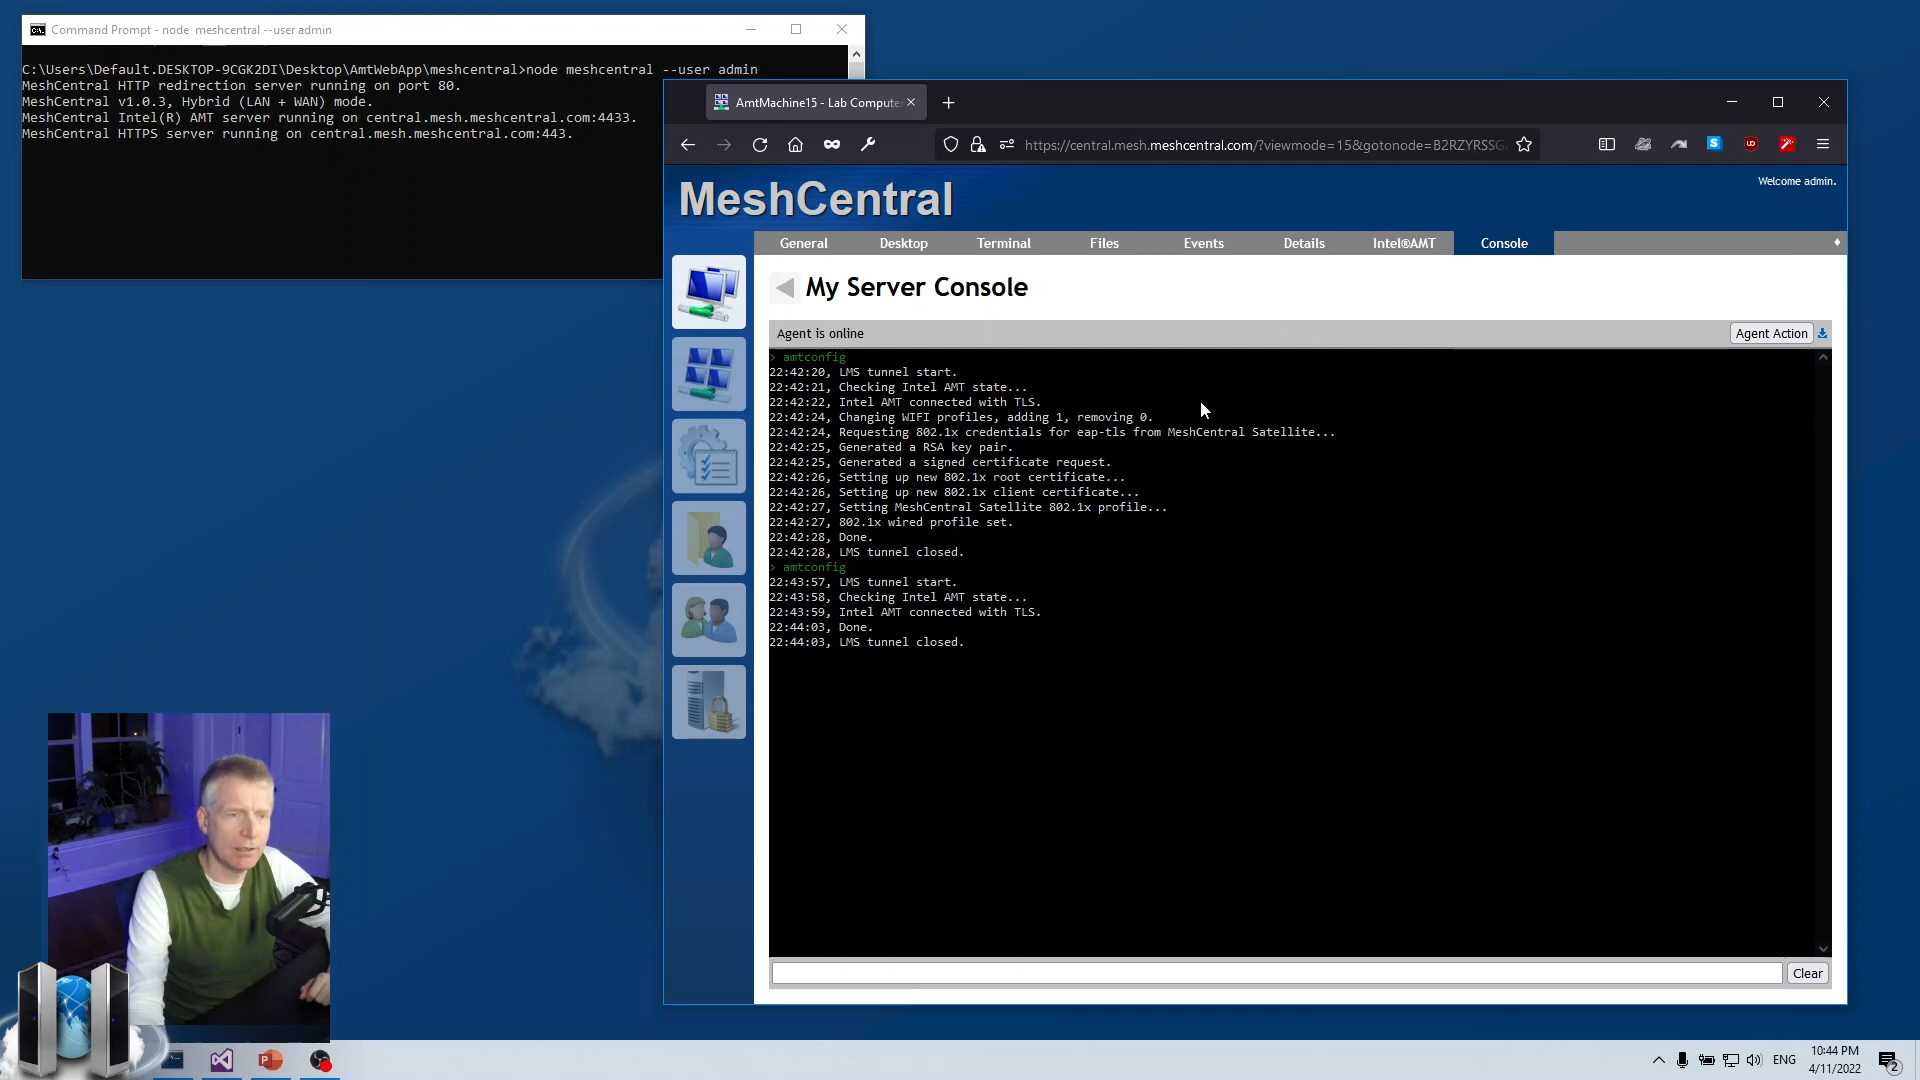 Command Prompt - node meshcentral --user admin
C:\Users\Default.DESKTOP-9CGK2DI\Desktop\AmtWebApp\meshcentral>node meshcentral --user admin
MeshCentral HTTP redirection server running on port 80.
MeshCentral v1.0.3, Hybrid (LAN + WAN) mode.
MeshCentral Intel(R) AMT server running on central.mesh.meshcentral.com:4433.
MeshCentral HTTPS server running on central.mesh.meshcentral.com:443.
AmtMachine15 - Lab Compute
https://central.mesh.meshcentral.com/?viewmode=15&gotonode=B2RZYRSSG
MeshCentral
Welcome admin.
General Desktop Terminal Files Events Details Intel®AMT Console
My Server Console
Agent is online
Agent Action
> amtconfig
22:42:20, LMS tunnel start.
22:42:21, Checking Intel AMT state...
22:42:22, Intel AMT connected with TLS.
22:42:24, Changing WIFI profiles, adding 1, removing 0.
22:42:24, Requesting 802.1x credentials for eap-tls from MeshCentral Satellite...
22:42:25, Generated a RSA key pair.
22:42:25, Generated a signed certificate request.
22:42:26, Setting up new 802.1x root certificate...
22:42:26, Setting up new 802.1x client certificate...
22:42:27, Setting MeshCentral Satellite 802.1x profile...
22:42:27, 802.1x wired profile set.
22:42:28, Done.
22:42:28, LMS tunnel closed.
> amtconfig
22:43:57, LMS tunnel start.
22:43:58, Checking Intel AMT state...
22:43:59, Intel AMT connected with TLS.
22:44:03, Done.
22:44:03, LMS tunnel closed.
Clear
ENG
10:44 PM
4/11/2022
2